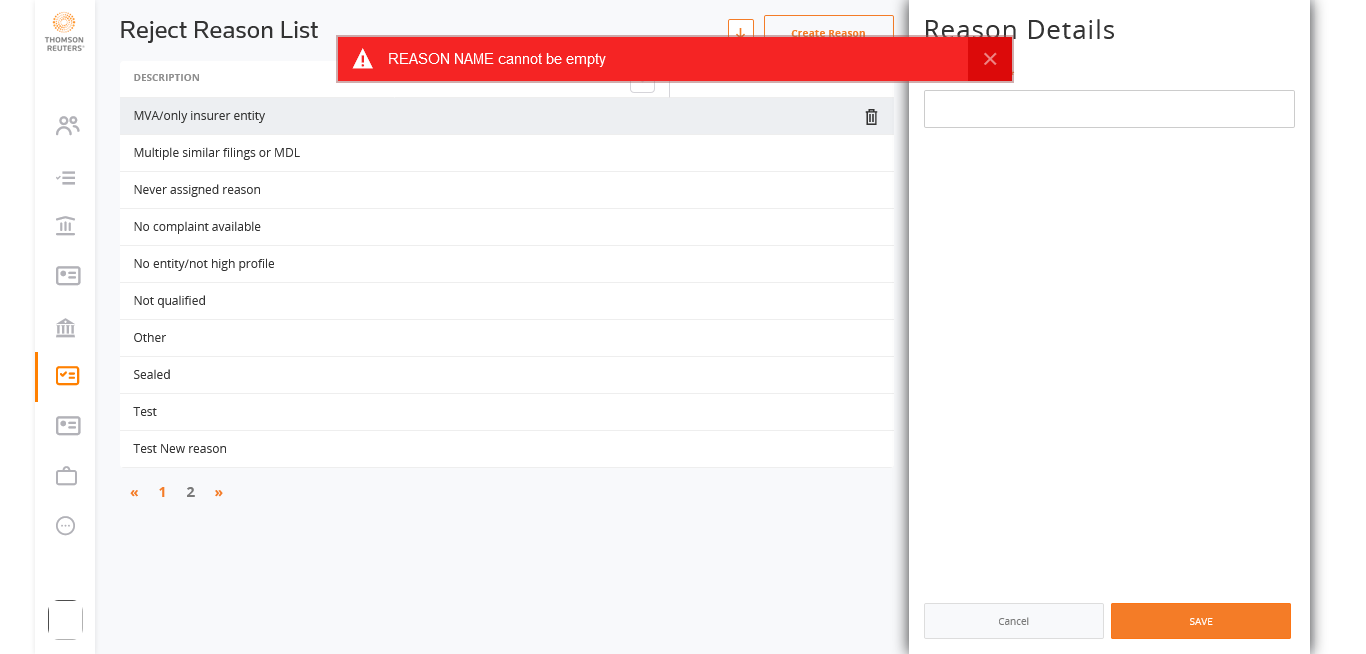 THOMSON
REUTERS
Reject Reason List
Create Reason
Reason Details
REASON NAME cannot be empty
DESCRIPTION
MVA/only insurer entity
Multiple similar filings or MDL
Never assigned reason
No complaint available
No entity/not high profile
Not qualified
Other
Sealed
Test
Test New reason
« 1 2 »
Cancel
SAVE